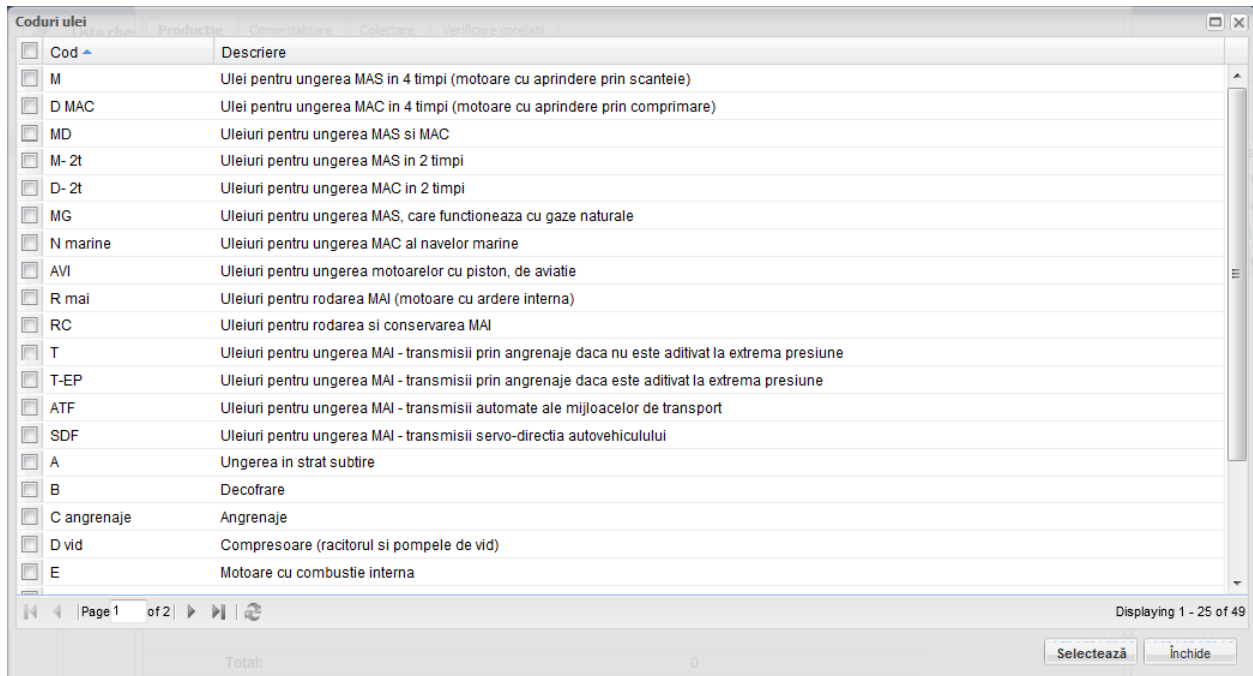 Coduri ulei
Lista che Productie Comercializare Colectare Verificare corelatii
Cod Descriere
M Ulei pentru ungerea MAS in 4 timpi (motoare cu aprindere prin scanteie)
D MAC Ulei pentru ungerea MAC in 4 timpi (motoare cu aprindere prin comprimare)
MD Uleiuri pentru ungerea MAS si MAC
M- 2t Uleiuri pentru ungerea MAS in 2 timpi
D- 2t Uleiuri pentru ungerea MAC in 2 timpi
MG Uleiuri pentru ungerea MAS, care functioneaza cu gaze naturale
N marine Uleiuri pentru ungerea MAC al navelor marine
AVI Uleiuri pentru ungerea motoarelor cu piston, de aviatie
R mai Uleiuri pentru rodarea MAI (motoare cu ardere interna)
RC Uleiuri pentru rodarea si conservarea MAI
T Uleiuri pentru ungerea MAI - transmisii prin angrenaje daca nu este aditivat la extrema presiune
T-EP Uleiuri pentru ungerea MAI - transmisii prin angrenaje daca este aditivat la extrema presiune
ATF Uleiuri pentru ungerea MAI - transmisii automate ale mijloacelor de transport
SDF Uleiuri pentru ungerea MAI - transmisii servo-directia autovehiculului
A Ungerea in strat subtire
B Decofrare
C angrenaje Angrenaje
D vid Compresoare (racitorul si pompele de vid)
E Motoare cu combustie interna
Page 1 of 2 Displaying 1 - 25 of 49
Selectează Închide
Total: 0